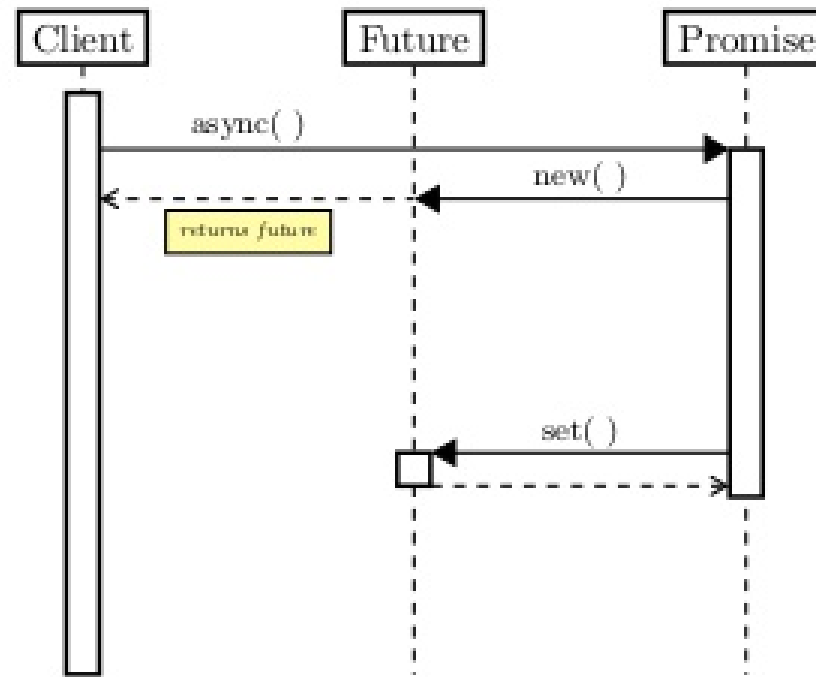 Client
Future
Promise
async( )
new( )
returns future
set( )